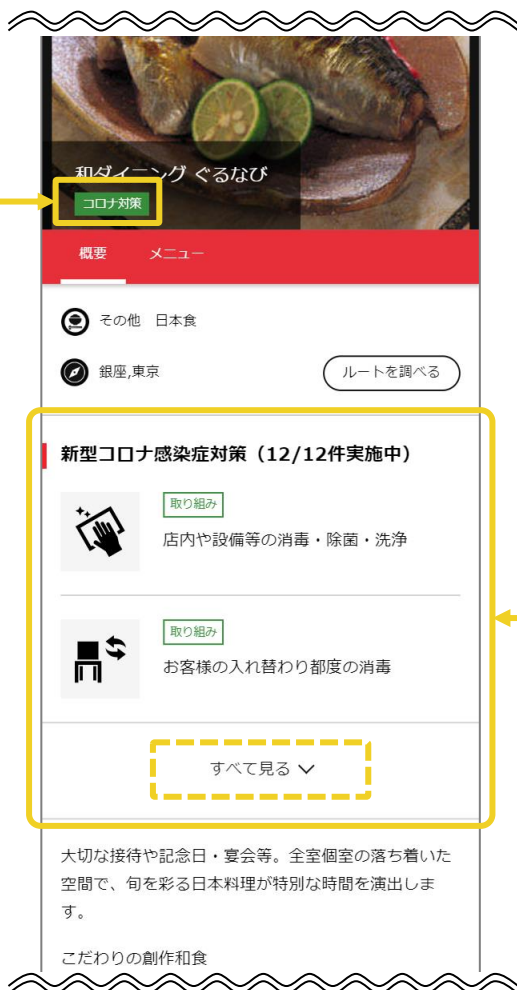 和ダイニング ぐるなび
コロナ対策
概要 メニュー
その他 日本食
銀座,東京 ルートを調べる
新型コロナ感染症対策（12/12件実施中）
取り組み
店内や設備等の消毒・除菌・洗浄
取り組み
お客様の入れ替わり都度の消毒
すべて見る
大切な接待や記念日・宴会等。全室個室の落ち着いた
空間で、旬を彩る日本料理が特別な時間を演出しま
す。
こだわりの創作和食